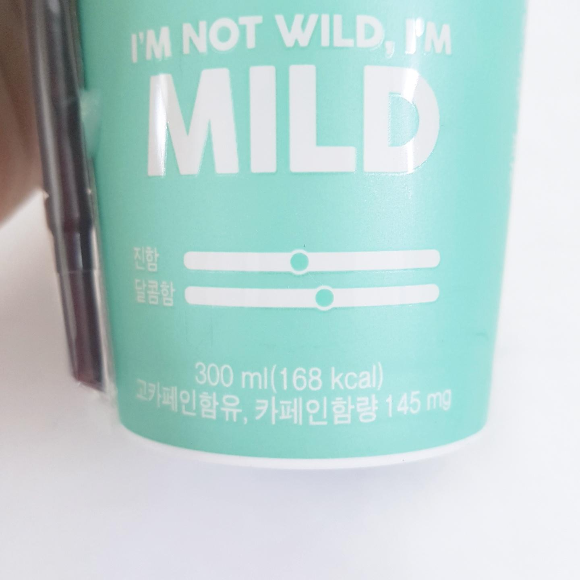 I'M NOT WILD, I'M
MILD
진함
달콤함
300 ml(168 kcal)
고카페인함유, 카페인함량 145 mg